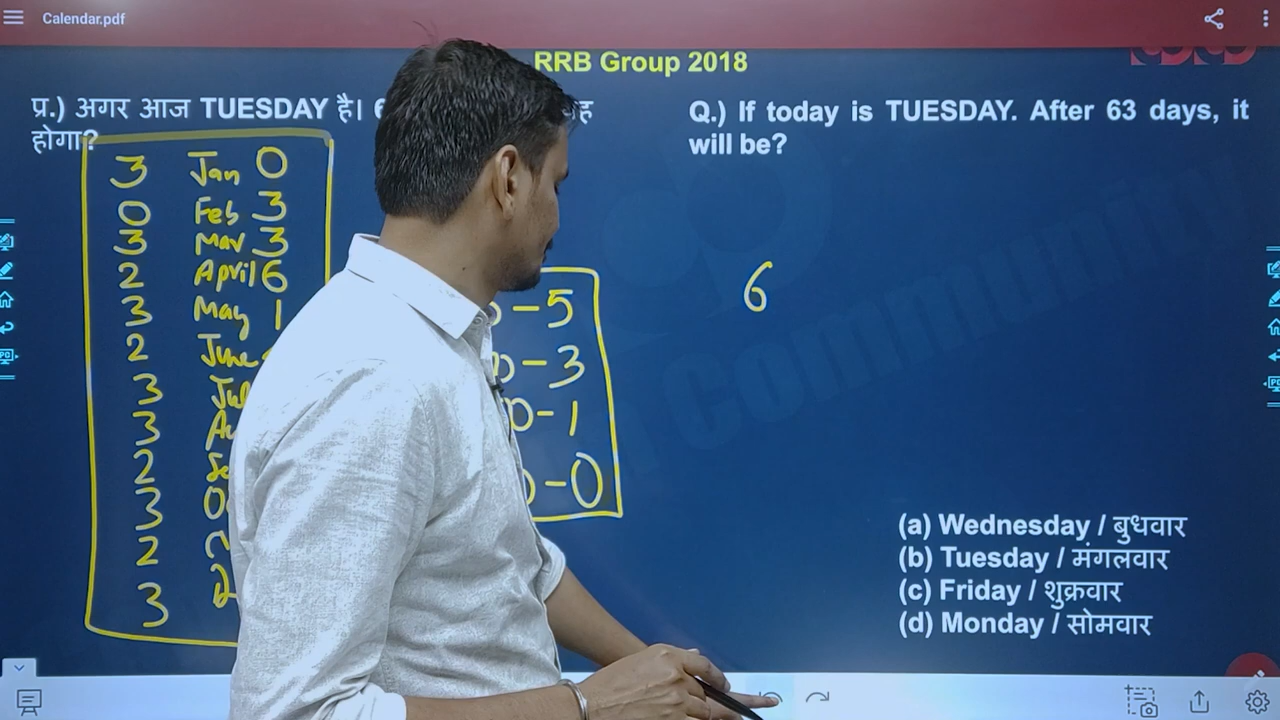 Calendar.pdf
RRB Group 2018
प्र.) अगर आज TUESDAY है।
होगा?
Q.) If today is TUESDAY. After 63 days, it
will be?
3 Jan 0
0 Feb 3
3 Mar 3
2 April 6
3 May 1
2 June
3
3
2
3
2
3
- 5
- 3
- 1
- 0
6
(a) Wednesday / बुधवार
(b) Tuesday / मंगलवार
(c) Friday / शुक्रवार
(d) Monday / सोमवार